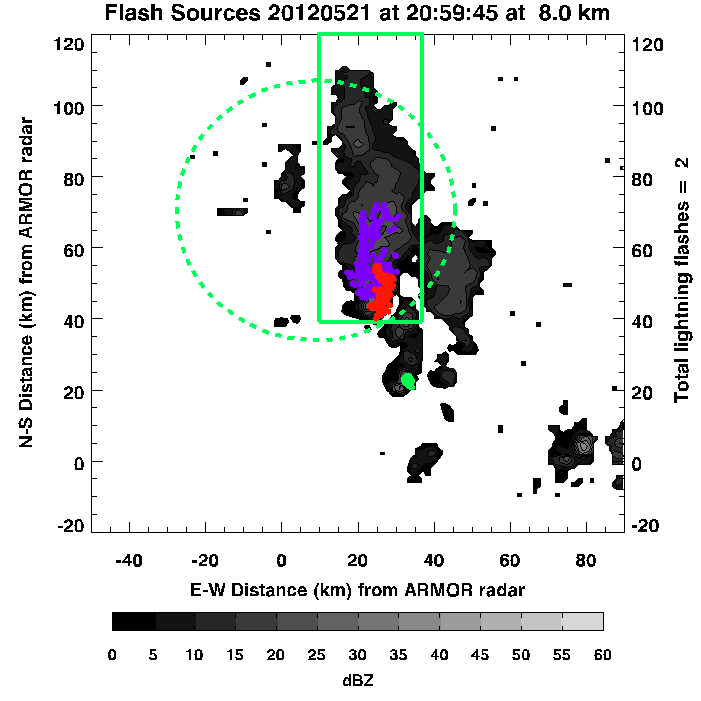 Flash Sources 20120521 at 20:59:45 at 8.0 km
120 120
100 100
80 80
60 60
40 40
20 20
0 0
-20 -20
N-S Distance (km) from ARMOR radar
Total lightning flashes = 2
-40 -20 0 20 40 60 80
E-W Distance (km) from ARMOR radar
0 5 10 15 20 25 30 35 40 45 50 55 60
dBZ